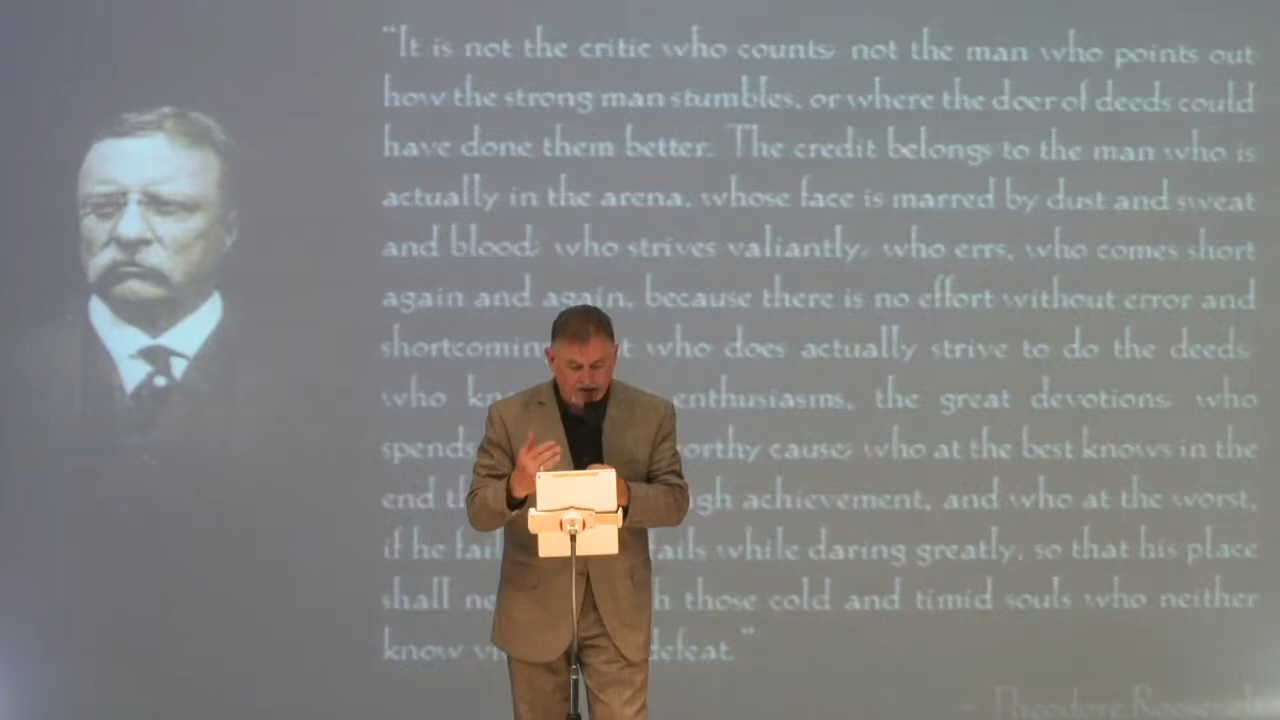 "It is not the critic who counts; not the man who points out
how the strong man stumbles, or where the doer of deeds could
have done them better. The credit belongs to the man who is
actually in the arena, whose face is marred by dust and sweat
and blood; who strives valiantly; who errs, who comes short
again and again, because there is no effort without error and
shortcomin t who does actually strive to do the deeds;
who kn enthusiasms, the great devotions; who
spends orthy cause; who at the best knows in the
end th gh achievement, and who at the worst,
if he fail ails while daring greatly, so that his place
shall ne h those cold and timid souls who neither
know vi defeat."
- Theodore Roosevelt